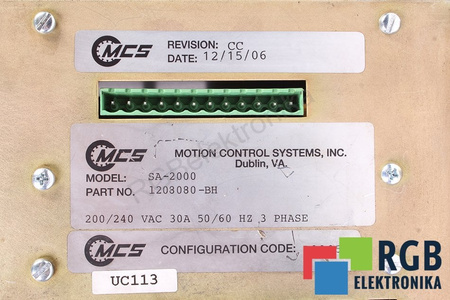 MCS
REVISION: CC
DATE: 12/15/06
MCS
MOTION CONTROL SYSTEMS, INC.
Dublin, VA.
MODEL: SA-2000
PART NO. 1208080-BH
200/240 VAC 30A 50/60 HZ 3 PHASE
MCS
CONFIGURATION CODE:
UC113
RGB
ELEKTRONIKA